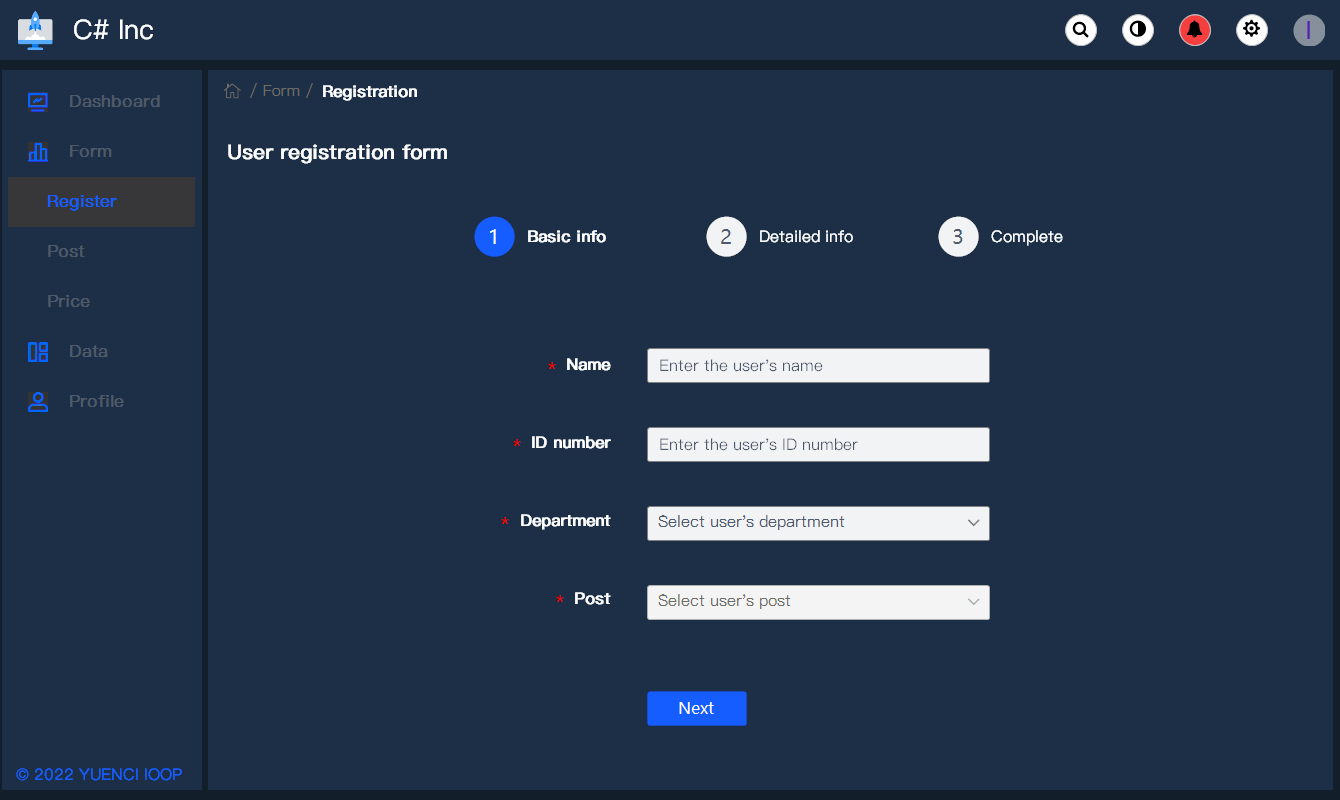 C# Inc
Dashboard
Form
Register
Post
Price
Data
Profile
© 2022 YUENCI IOOP
/ Form / Registration
User registration form
1 Basic info
2 Detailed info
3 Complete
* Name
Enter the user's name
* ID number
Enter the user's ID number
* Department
Select user's department
* Post
Select user's post
Next